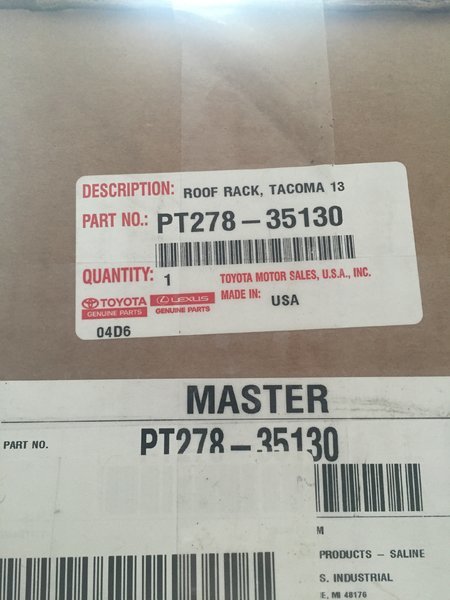 DESCRIPTION: ROOF RACK, TACOMA 13
PART NO.: PT278-35130
QUANTITY: 1
TOYOTA MOTOR SALES, U.S.A., INC.
TOYOTA
GENUINE PARTS
LEXUS
GENUINE PARTS
MADE IN: USA
04D6
MASTER
PART NO. PT278-35130
M
PRODUCTS - SALINE
S. INDUSTRIAL
E, MI 48176